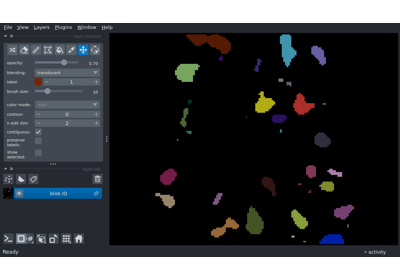 File View Layers Plugins Window Help
opacity: 0.70
blending: translucent
label: 1
brush size: 10
color mode:
contour: 0
n edit dim: 2
contiguous:
preserve
labels:
show
selected:
blob ID
Ready
activity